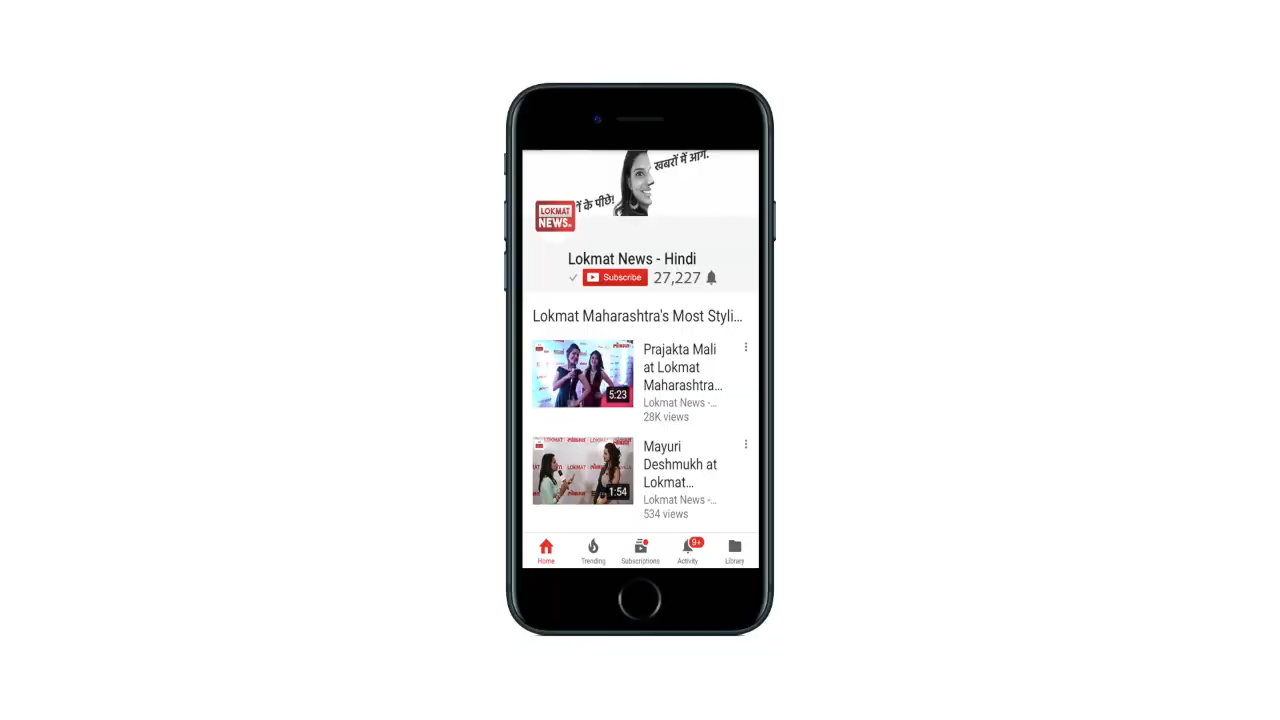 खबरों में आग.
ों के पीछे!
LOKMAT
NEWS
Lokmat News - Hindi
Subscribe 27,227
Lokmat Maharashtra's Most Styli...
5:23
Prajakta Mali
at Lokmat
Maharashtra...
Lokmat News -...
28K views
LOKMAT
1:54
Mayuri
Deshmukh at
Lokmat...
Lokmat News -...
534 views
9+
Home Trending Subscriptions Activity Library